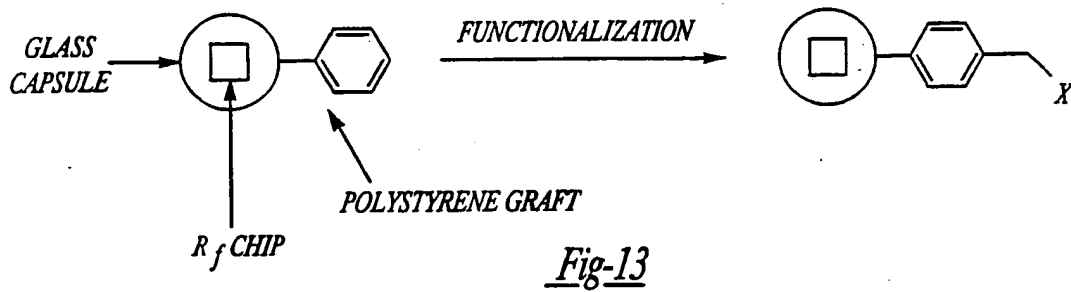 GLASS
CAPSULE
FUNCTIONALIZATION
X
POLYSTYRENE GRAFT
R f CHIP
Fig-13